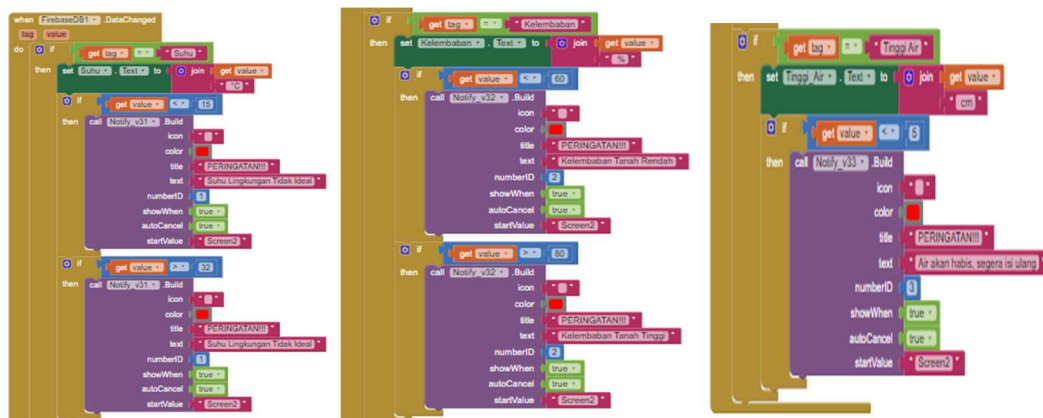 when FirebaseDB1 .DataChanged
tag value
do if get tag = " Suhu "
then set Suhu . Text to join get value
" °C "
if get value < 15
then call Notify_v31 .Build
icon " "
color
title " PERINGATAN!!! "
text " Suhu Lingkungan Tidak Ideal "
numberID 1
showWhen true
autoCancel true
startValue " Screen2 "
if get value > 32
then call Notify_v31 .Build
icon " "
color
title " PERINGATAN!!! "
text " Suhu Lingkungan Tidak Ideal "
numberID 1
showWhen true
autoCancel true
startValue " Screen2 "
if get tag = " Kelembaban "
then set Kelembaban . Text to join get value
" % "
if get value < 60
then call Notify_v32 .Build
icon " "
color
title " PERINGATAN!!! "
text " Kelembaban Tanah Rendah "
numberID 2
showWhen true
autoCancel true
startValue " Screen2 "
if get value > 80
then call Notify_v32 .Build
icon " "
color
title " PERINGATAN!!! "
text " Kelembaban Tanah Tinggi "
numberID 2
showWhen true
autoCancel true
startValue " Screen2 "
if get tag = " Tinggi Air "
then set Tinggi_Air . Text to join get value
" cm "
if get value < 5
then call Notify_v33 .Build
icon " "
color
title " PERINGATAN!!! "
text " Air akan habis, segera isi ulang "
numberID 3
showWhen true
autoCancel true
startValue " Screen2 "